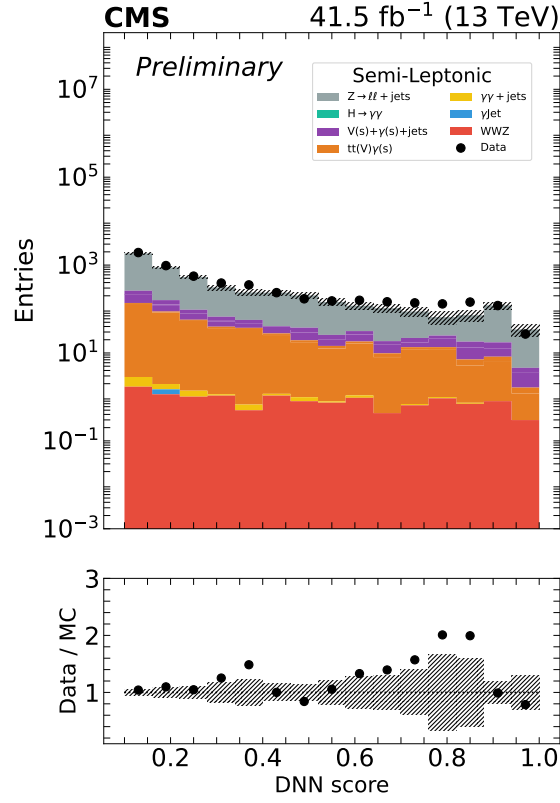 CMS 41.5 fb⁻¹ (13 TeV)
Preliminary
Semi-Leptonic
Z→ℓℓ+jets
H→γγ
V(s)+γ(s)+jets
tt(V)γ(s)
γγ+jets
γJet
WWZ
Data
Entries
10⁷
10⁵
10³
10¹
10⁻¹
10⁻³
Data / MC
3
2
1
0.2 0.4 0.6 0.8 1.0
DNN score